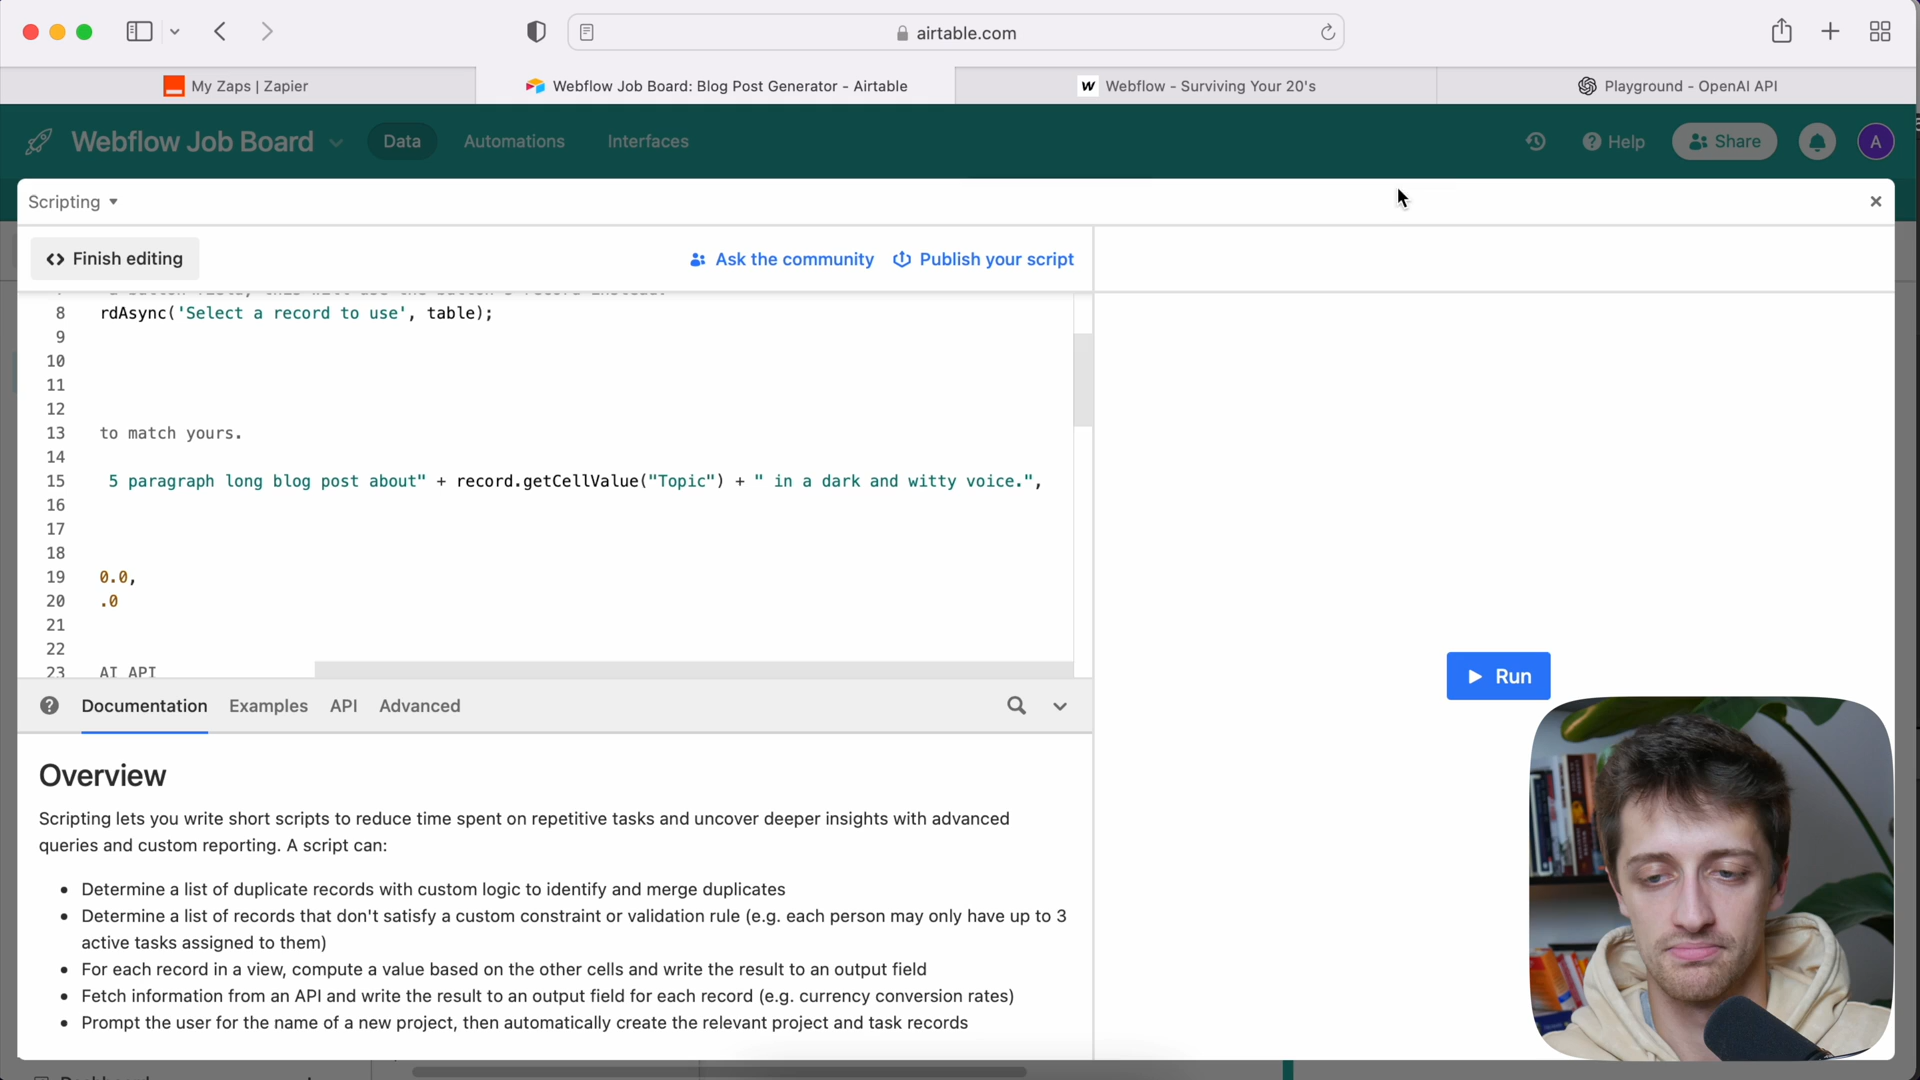 airtable.com
My Zaps | Zapier
Webflow Job Board: Blog Post Generator - Airtable
W Webflow - Surviving Your 20's
Playground - OpenAI API
Webflow Job Board
Data
Automations
Interfaces
Help
Share
A
Scripting
Finish editing
Ask the community
Publish your script
8 rdAsync('Select a record to use', table);
9
10
11
12
13 to match yours.
14
15 5 paragraph long blog post about" + record.getCellValue("Topic") + " in a dark and witty voice.",
16
17
18
19 0.0,
20 .0
21
22
23 AI API
Documentation
Examples
API
Advanced
Run
Overview
Scripting lets you write short scripts to reduce time spent on repetitive tasks and uncover deeper insights with advanced
queries and custom reporting. A script can:
• Determine a list of duplicate records with custom logic to identify and merge duplicates
• Determine a list of records that don't satisfy a custom constraint or validation rule (e.g. each person may only have up to 3
active tasks assigned to them)
• For each record in a view, compute a value based on the other cells and write the result to an output field
• Fetch information from an API and write the result to an output field for each record (e.g. currency conversion rates)
• Prompt the user for the name of a new project, then automatically create the relevant project and task records